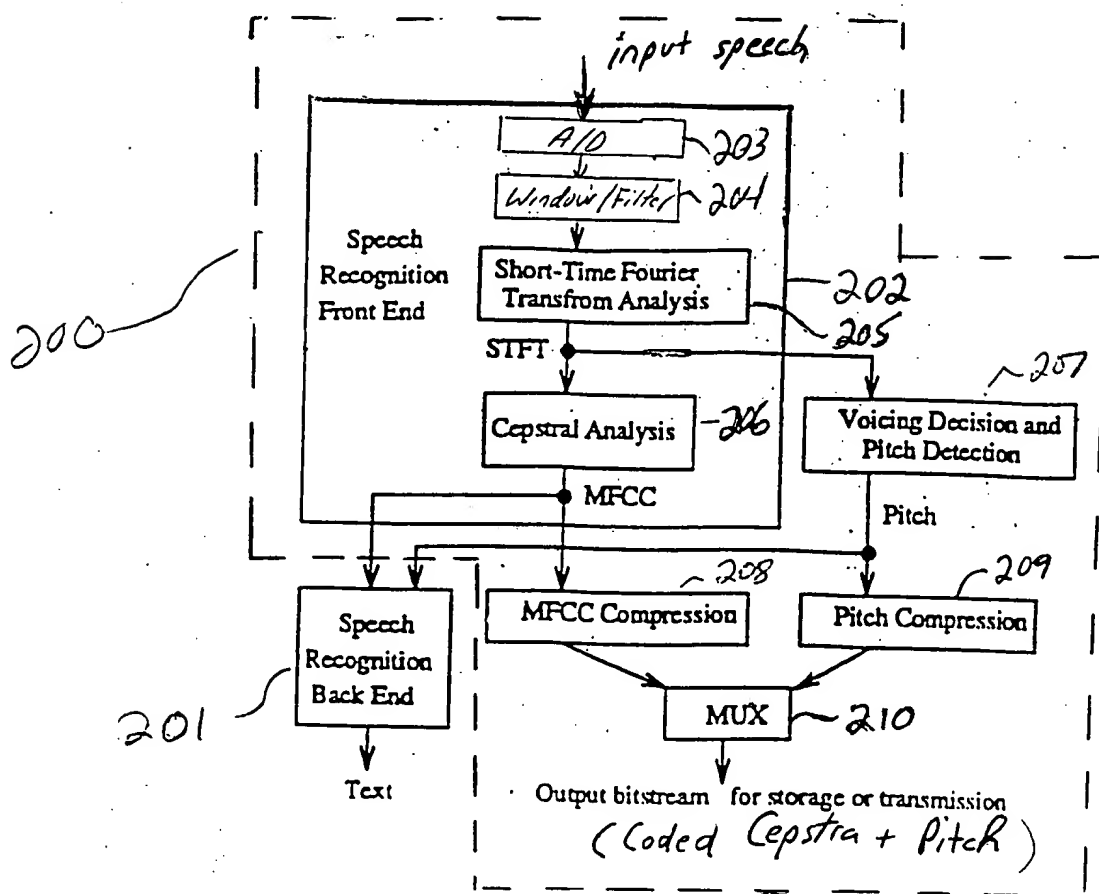 input speech
A/D
203
Window/Filter
204
Speech
Recognition
Front End
Short-Time Fourier
Transfrom Analysis
202
205
200
STFT
207
Cepstral Analysis
206
Voicing Decision and
Pitch Detection
MFCC
Pitch
208
209
MFCC Compression
Pitch Compression
Speech
Recognition
Back End
201
MUX
210
Text
Output bitstream for storage or transmission
(Coded Cepstra + Pitch)